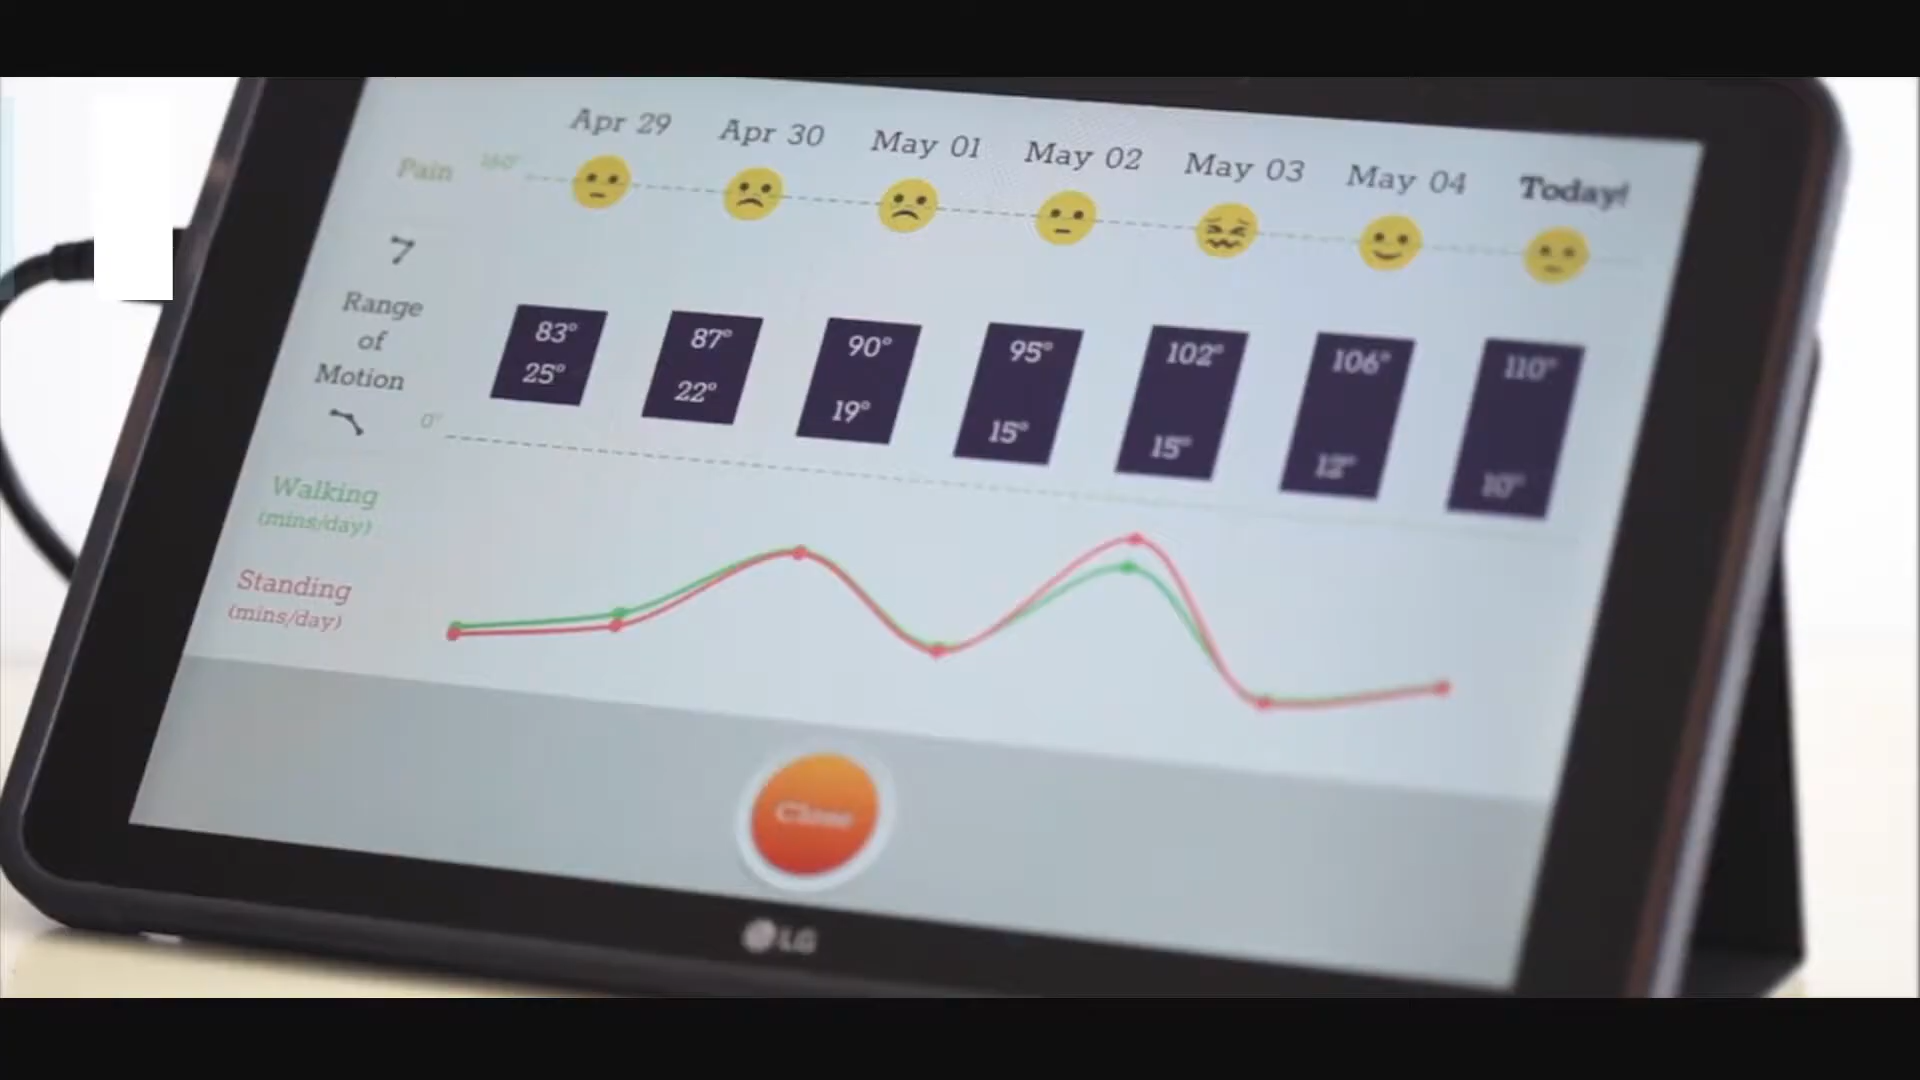 Apr 29 Apr 30 May 01 May 02 May 03 May 04 Today!
Pain 180°
Range
of
Motion
83° 87° 90° 95° 102° 106° 110°
25° 22° 19° 15° 15° 12° 10°
0°
Walking
(mins/day)
Standing
(mins/day)
Close
LG